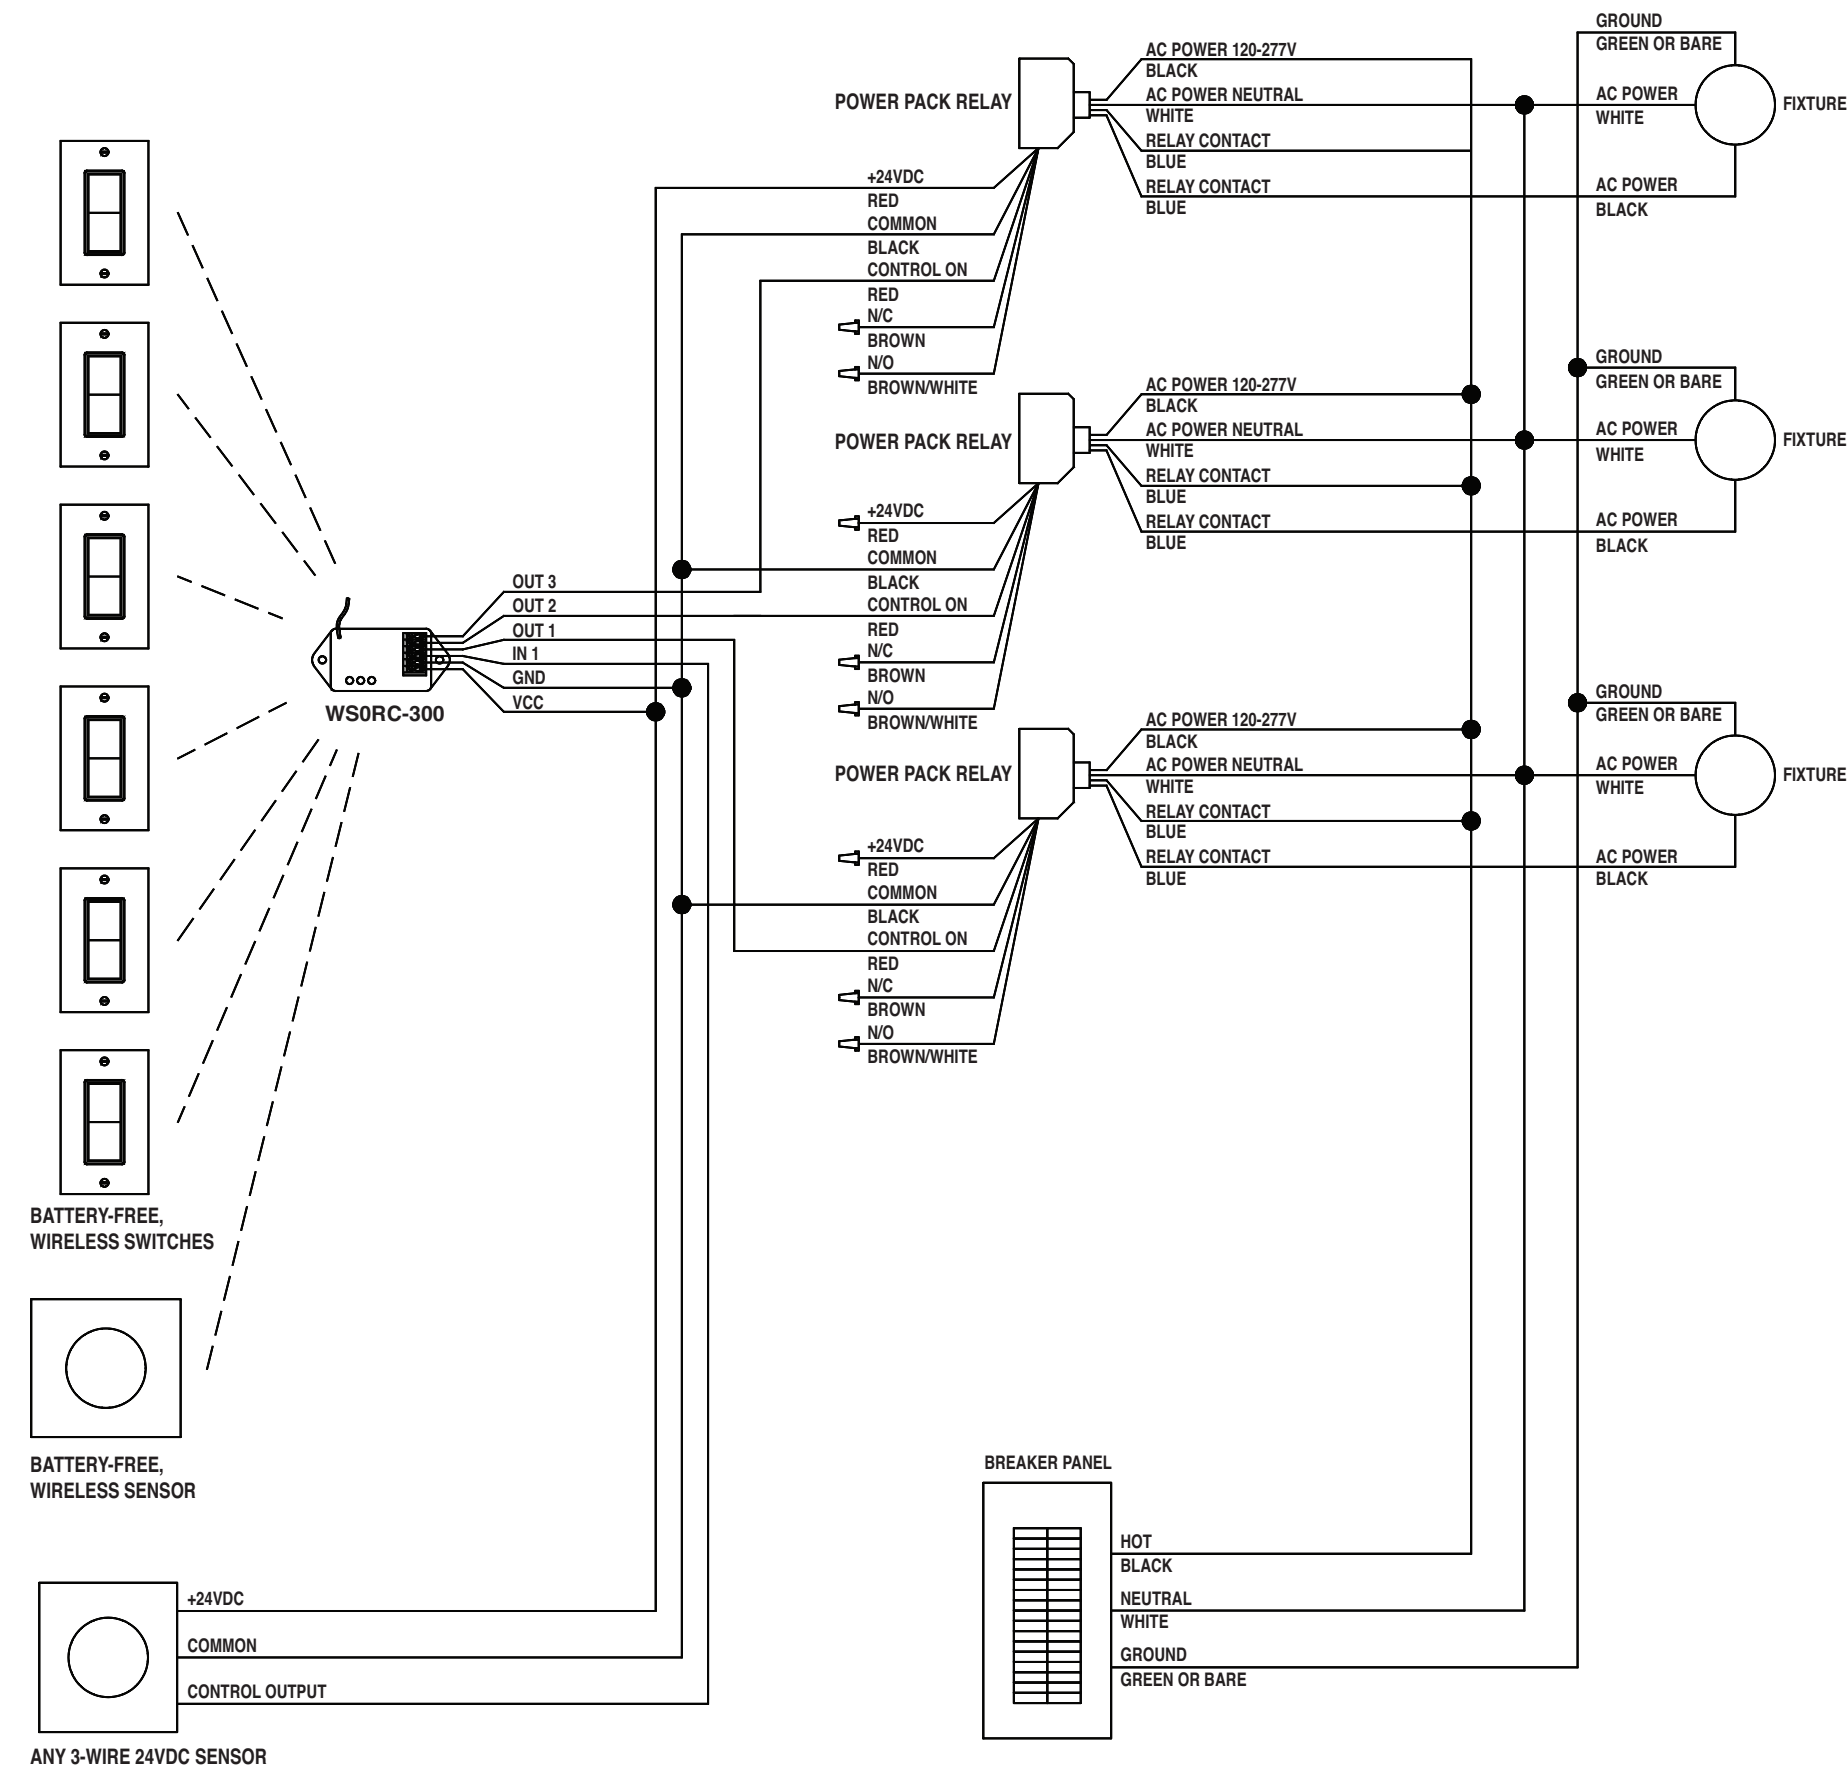 GROUND
GREEN OR BARE
AC POWER 120-277V
BLACK
POWER PACK RELAY
AC POWER NEUTRAL
WHITE
AC POWER
WHITE
FIXTURE
RELAY CONTACT
BLUE
RELAY CONTACT
BLUE
AC POWER
BLACK
+24VDC
RED
COMMON
BLACK
CONTROL ON
RED
N/C
BROWN
N/O
BROWN/WHITE
GROUND
GREEN OR BARE
AC POWER 120-277V
BLACK
POWER PACK RELAY
AC POWER NEUTRAL
WHITE
AC POWER
WHITE
FIXTURE
RELAY CONTACT
BLUE
RELAY CONTACT
BLUE
AC POWER
BLACK
+24VDC
RED
COMMON
BLACK
CONTROL ON
RED
N/C
BROWN
N/O
BROWN/WHITE
OUT 3
OUT 2
OUT 1
IN 1
GND
VCC
WS0RC-300
GROUND
GREEN OR BARE
AC POWER 120-277V
BLACK
POWER PACK RELAY
AC POWER NEUTRAL
WHITE
AC POWER
WHITE
FIXTURE
RELAY CONTACT
BLUE
RELAY CONTACT
BLUE
AC POWER
BLACK
+24VDC
RED
COMMON
BLACK
CONTROL ON
RED
N/C
BROWN
N/O
BROWN/WHITE
BATTERY-FREE,
WIRELESS SWITCHES
BATTERY-FREE,
WIRELESS SENSOR
+24VDC
COMMON
CONTROL OUTPUT
ANY 3-WIRE 24VDC SENSOR
BREAKER PANEL
HOT
BLACK
NEUTRAL
WHITE
GROUND
GREEN OR BARE